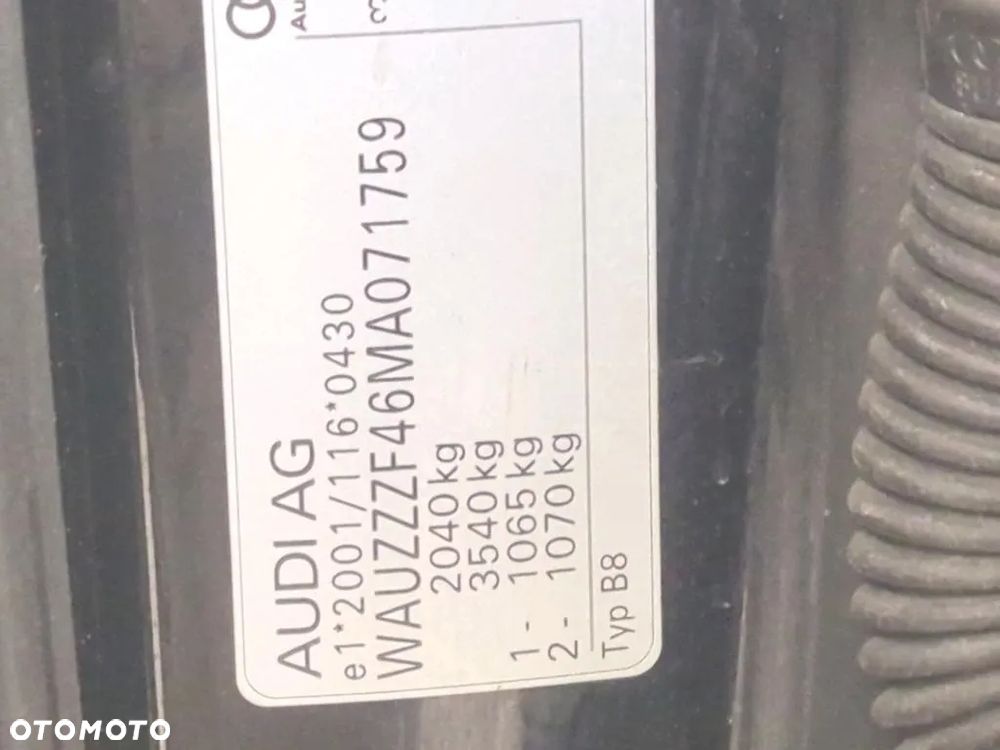 AUDI AG
e1*2001/116*0430
WAUZZZF46MA071759
2040kg
3540kg
1- 1065kg
2- 1070kg
Typ B8
OTOMOTO